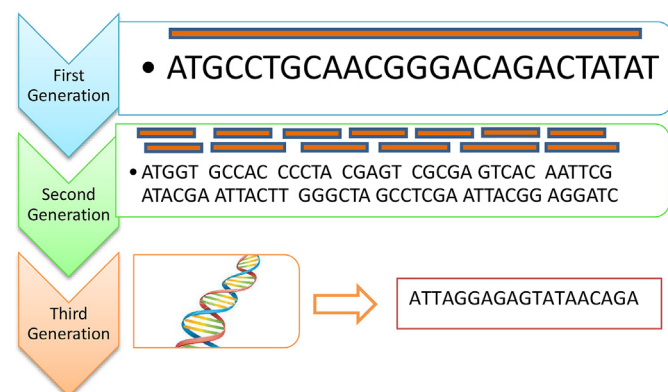 First
Generation
• ATGCCTGCAACGGGACAGACTATAT
Second
Generation
• ATGGT GCCAC CCCTA CGAGT CGCGA GTCAC AATTCG
ATACGA ATTACTT GGGCTA GCCTCGA ATTACGG AGGATC
Third
Generation
ATTAGGAGAGTATAACAGA